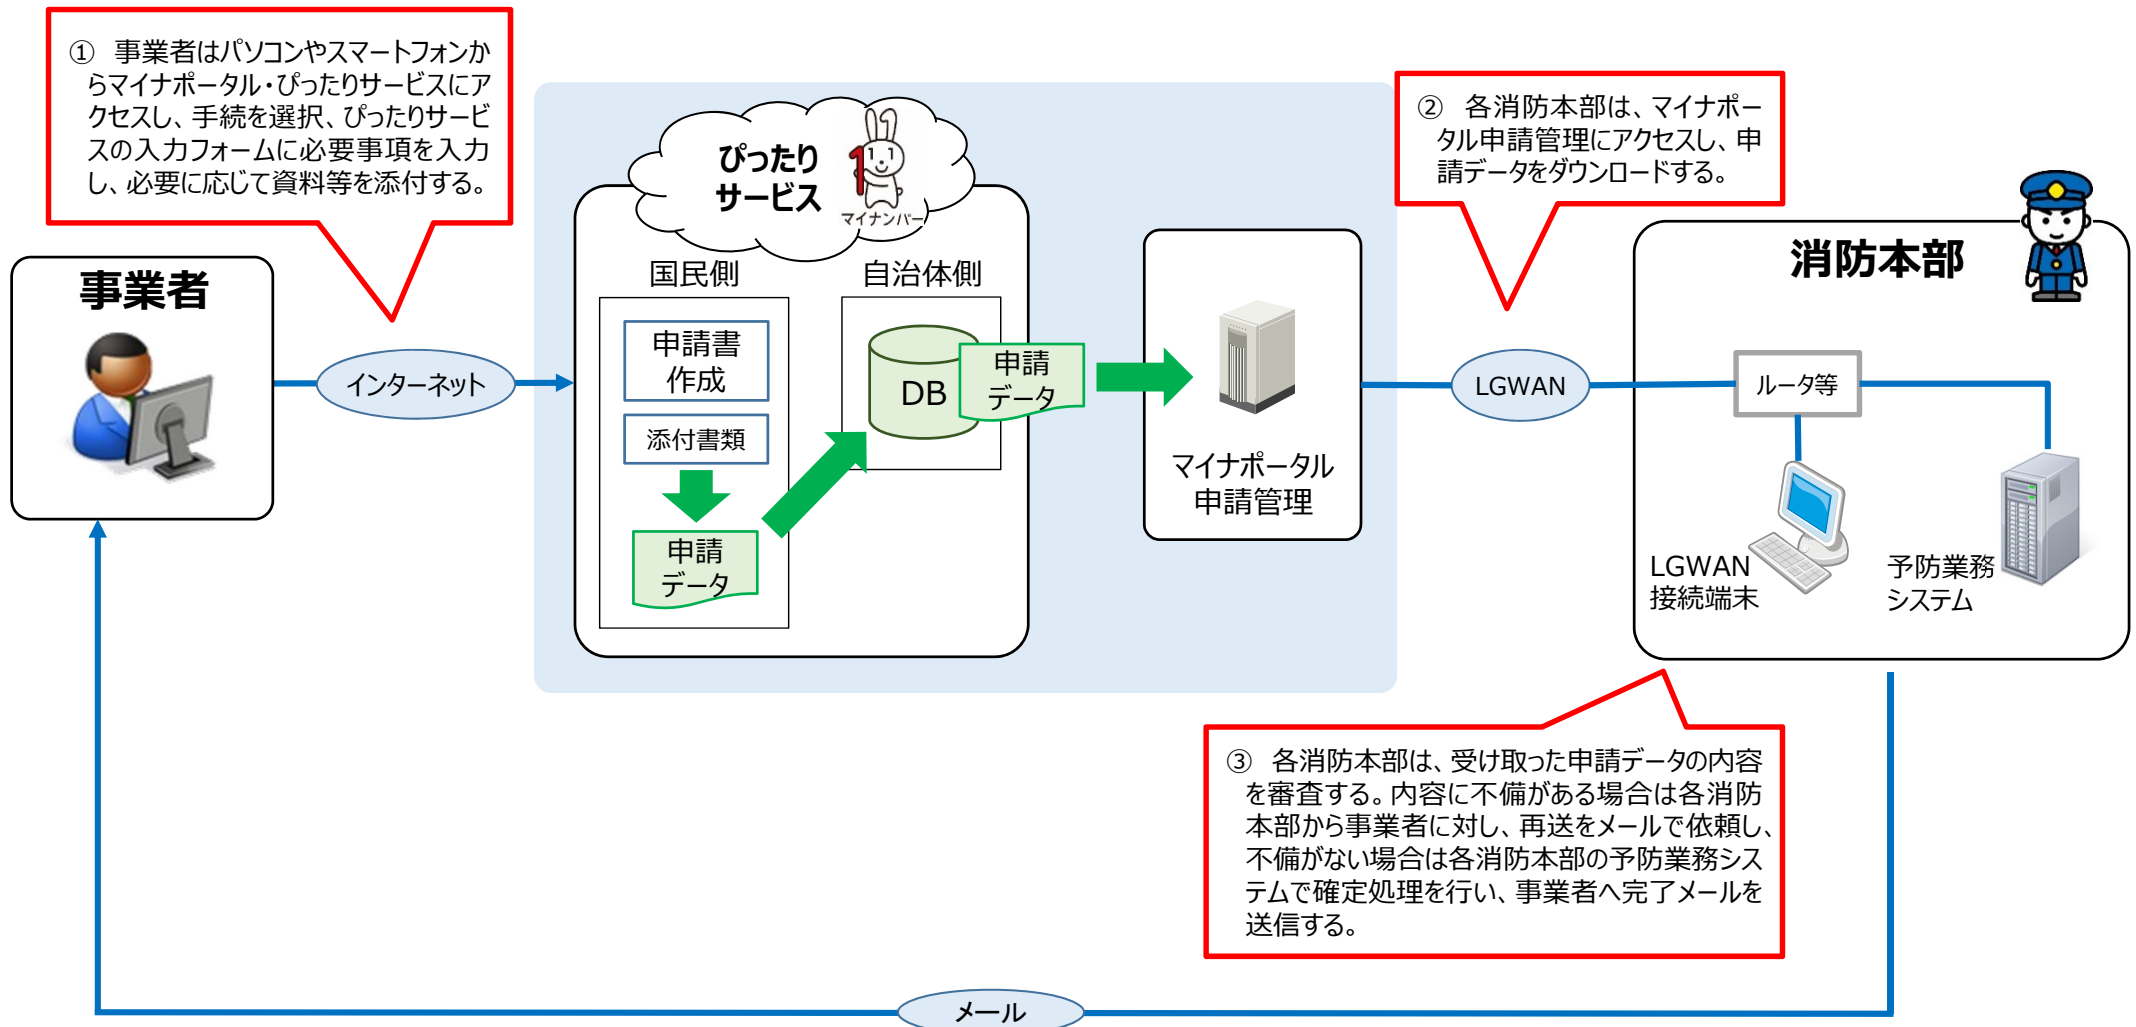 ① 事業者はパソコンやスマートフォンか
らマイナポータル・ぴったりサービスにア
クセスし、手続を選択、ぴったりサービ
スの入力フォームに必要事項を入力
し、必要に応じて資料等を添付する。
事業者
インターネット
ぴったり
サービス
マイナンバー
国民側
申請書
作成
添付書類
申請
データ
自治体側
DB
申請
データ
マイナポータル
申請管理
② 各消防本部は、マイナポー
タル申請管理にアクセスし、申
請データをダウンロードする。
LGWAN
消防本部
ルータ等
LGWAN
接続端末
予防業務
システム
③ 各消防本部は、受け取った申請データの内容
を審査する。内容に不備がある場合は各消防
本部から事業者に対し、再送をメールで依頼し、
不備がない場合は各消防本部の予防業務シス
テムで確定処理を行い、事業者へ完了メールを
送信する。
メール